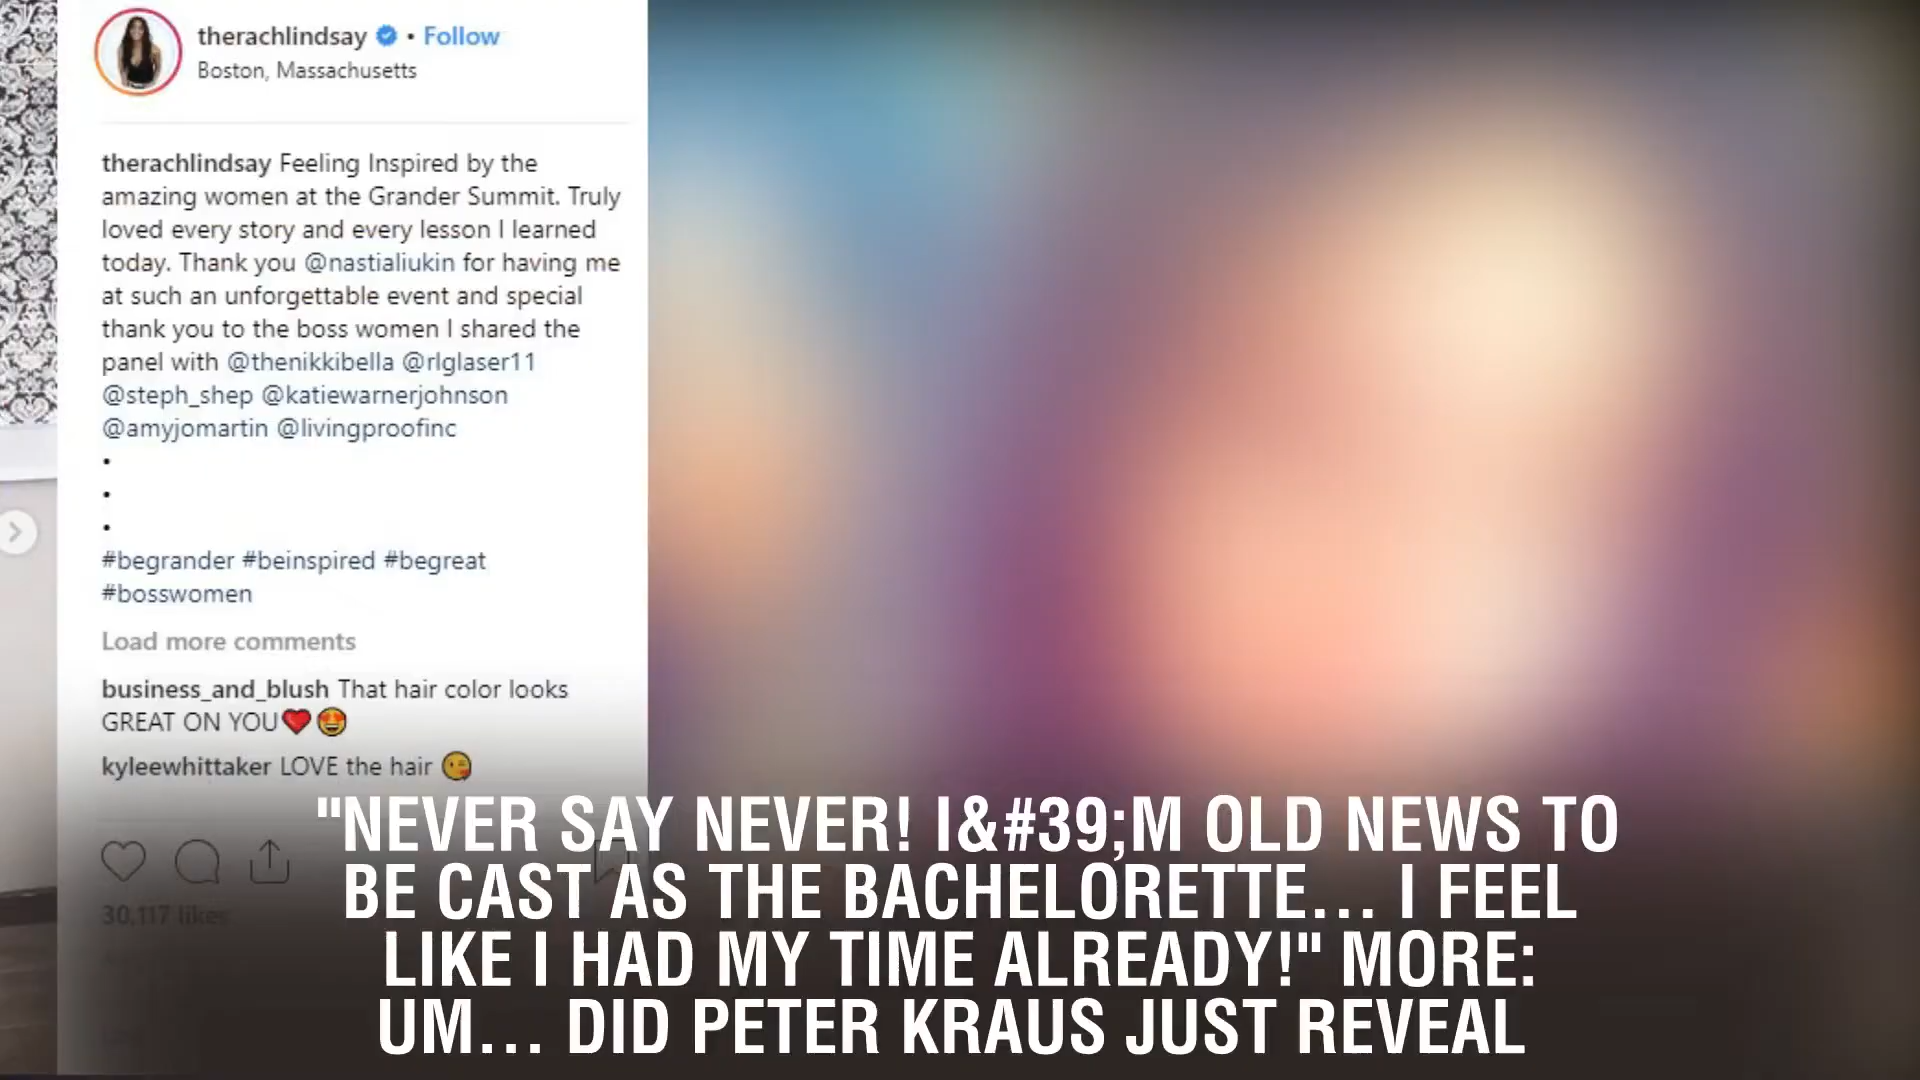 therachlindsay • Follow
Boston, Massachusetts
therachlindsay Feeling Inspired by the
amazing women at the Grander Summit. Truly
loved every story and every lesson I learned
today. Thank you @nastialiukin for having me
at such an unforgettable event and special
thank you to the boss women I shared the
panel with @thenikkibella @rlglaser11
@steph_shep @katiewarnerjohnson
@amyjomartin @livingproofinc
•
•
•
#begrander #beinspired #begreat
#bosswomen
Load more comments
business_and_blush That hair color looks
GREAT ON YOU❤️😍
kyleewhittaker LOVE the hair 😘
30,117 likes
"NEVER SAY NEVER! I&#39;M OLD NEWS TO
BE CAST AS THE BACHELORETTE... I FEEL
LIKE I HAD MY TIME ALREADY!" MORE:
UM... DID PETER KRAUS JUST REVEAL